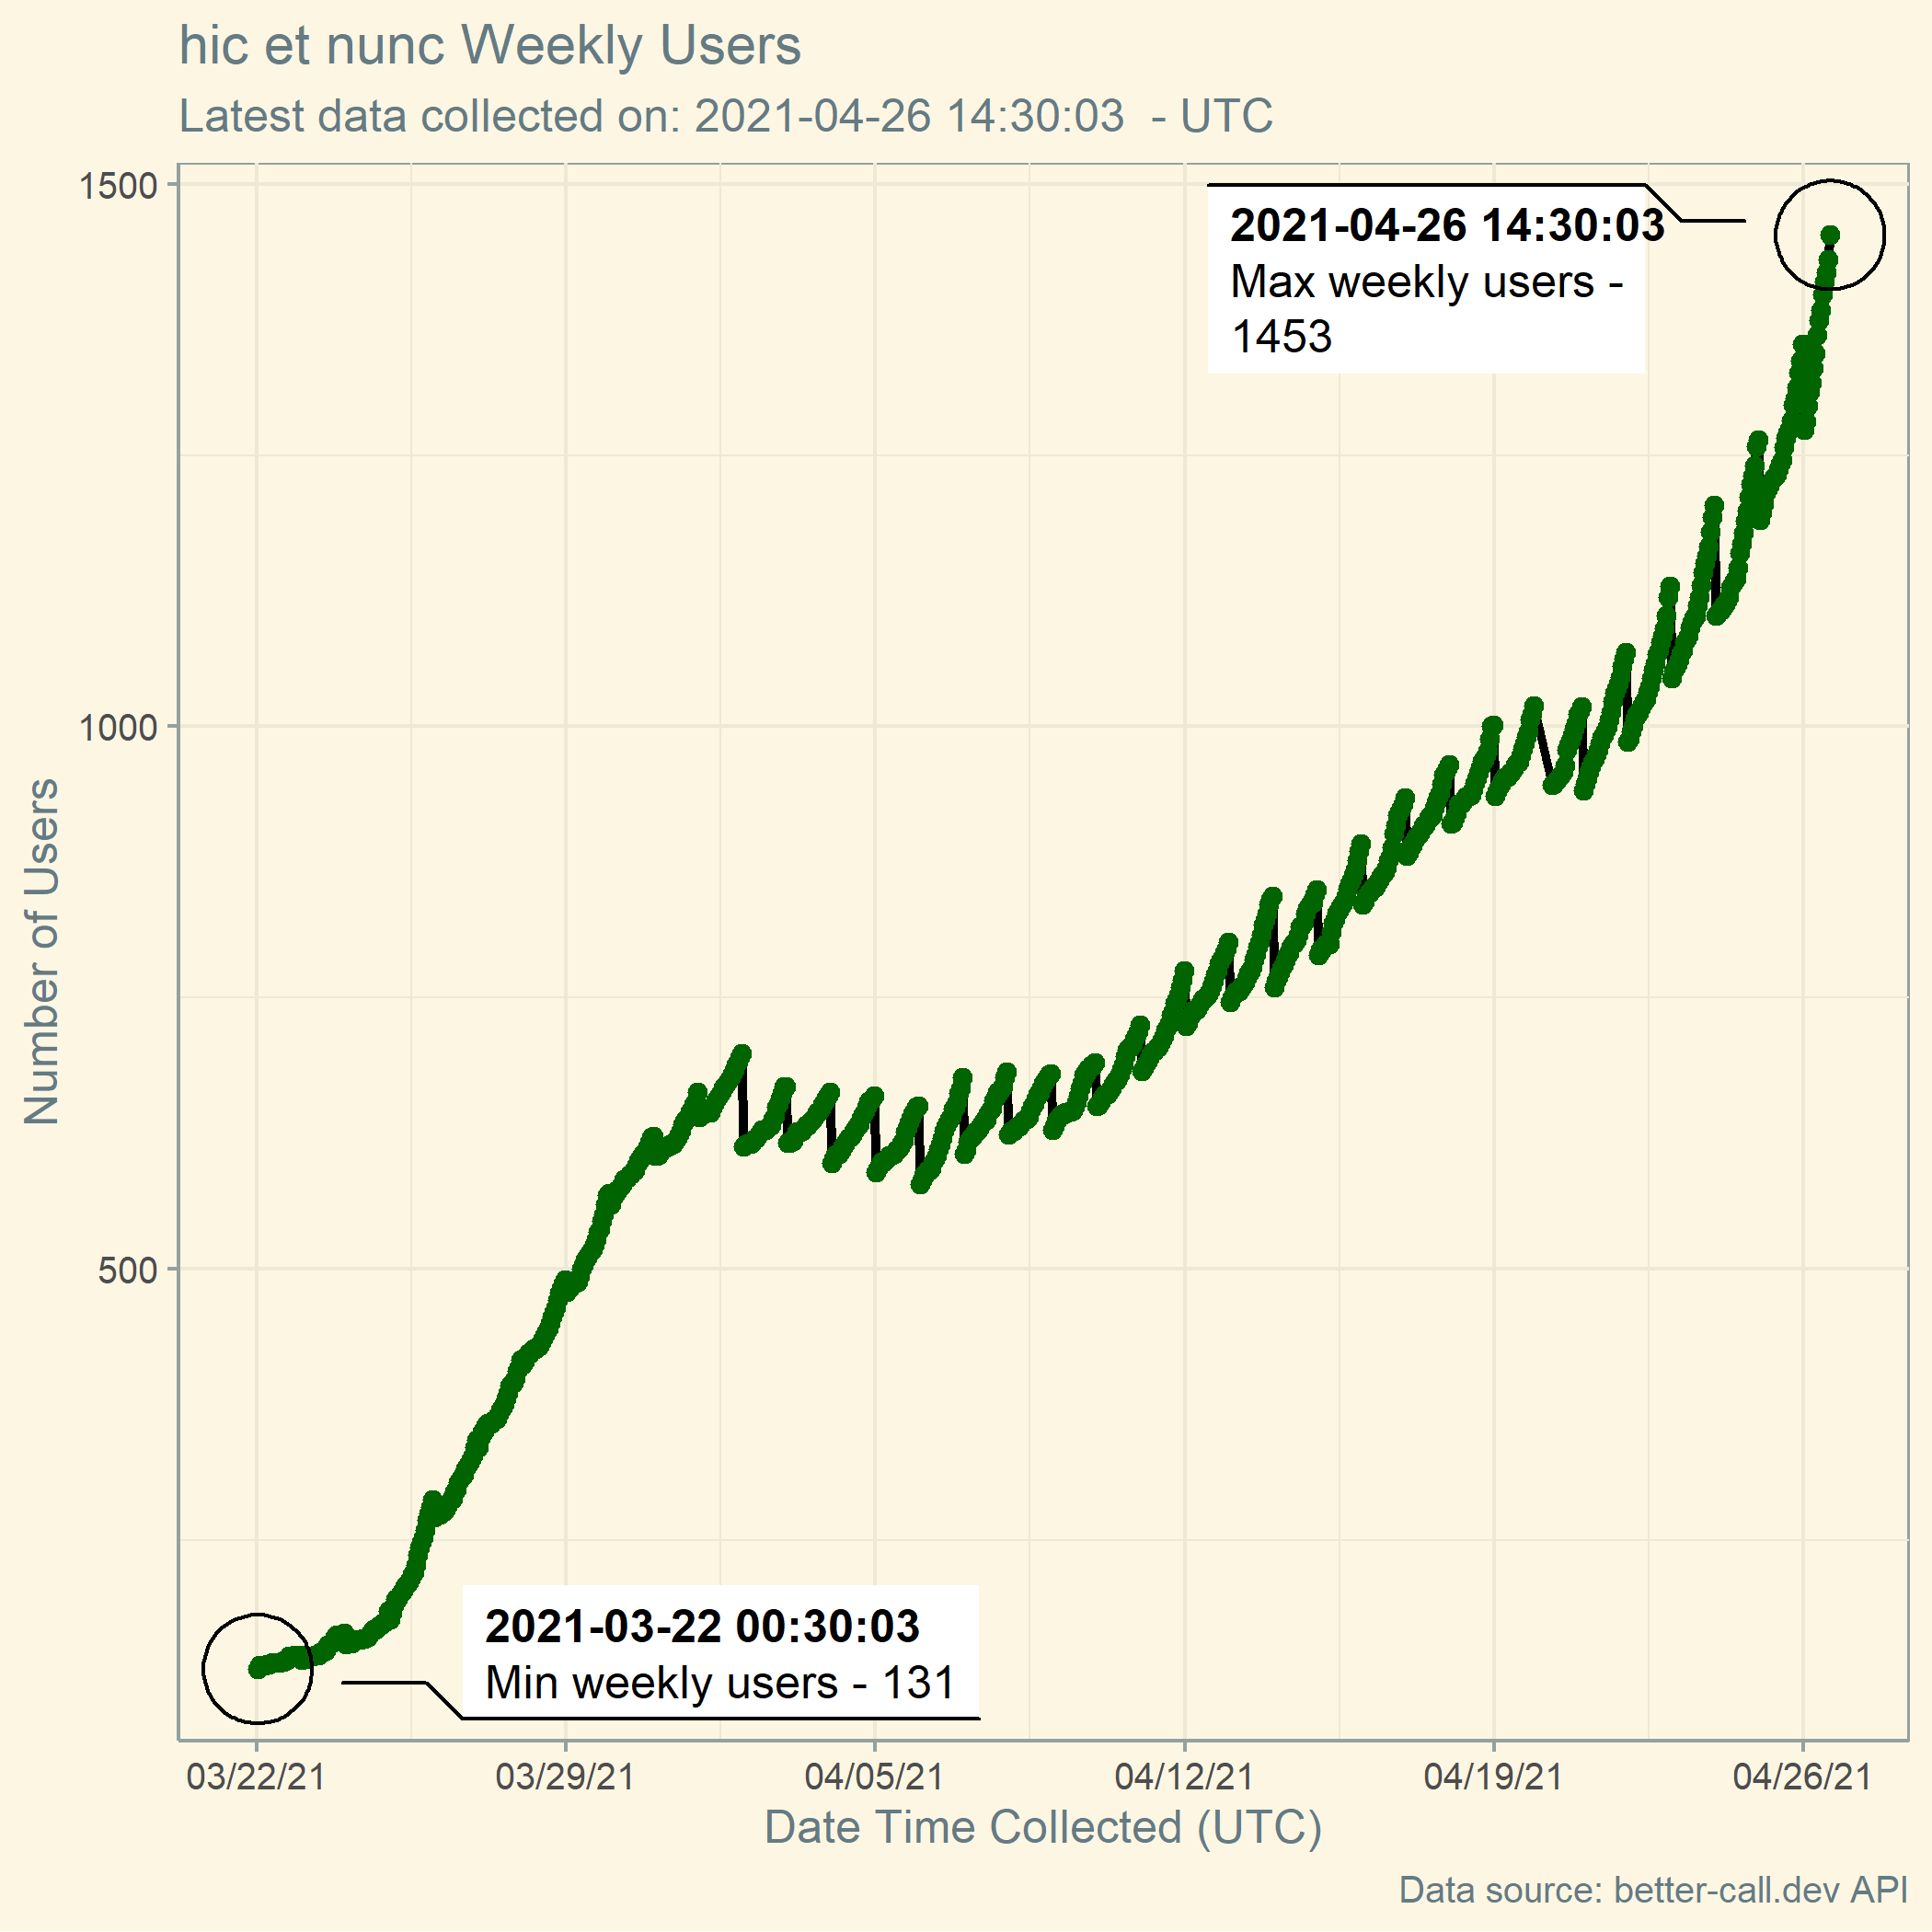 hic et nunc Weekly Users
Latest data collected on: 2021-04-26 14:30:03  - UTC
1500
1000
500
Number of Users
2021-04-26 14:30:03
Max weekly users -
1453
2021-03-22 00:30:03
Min weekly users - 131
03/22/21
03/29/21
04/05/21
04/12/21
04/19/21
04/26/21
Date Time Collected (UTC)
Data source: better-call.dev API